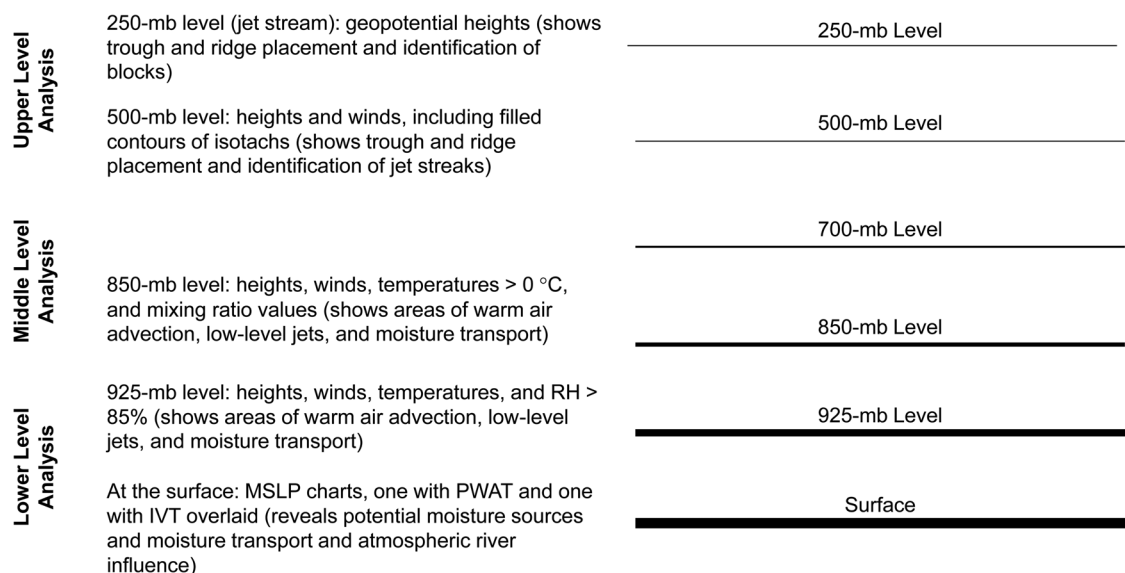 Upper Level
Analysis
250-mb level (jet stream): geopotential heights (shows
trough and ridge placement and identification of
blocks)
250-mb Level
500-mb level: heights and winds, including filled
contours of isotachs (shows trough and ridge
placement and identification of jet streaks)
500-mb Level
Middle Level
Analysis
700-mb Level
850-mb level: heights, winds, temperatures > 0 °C,
and mixing ratio values (shows areas of warm air
advection, low-level jets, and moisture transport)
850-mb Level
Lower Level
Analysis
925-mb level: heights, winds, temperatures, and RH >
85% (shows areas of warm air advection, low-level
jets, and moisture transport)
925-mb Level
At the surface: MSLP charts, one with PWAT and one
with IVT overlaid (reveals potential moisture sources
and moisture transport and atmospheric river
influence)
Surface